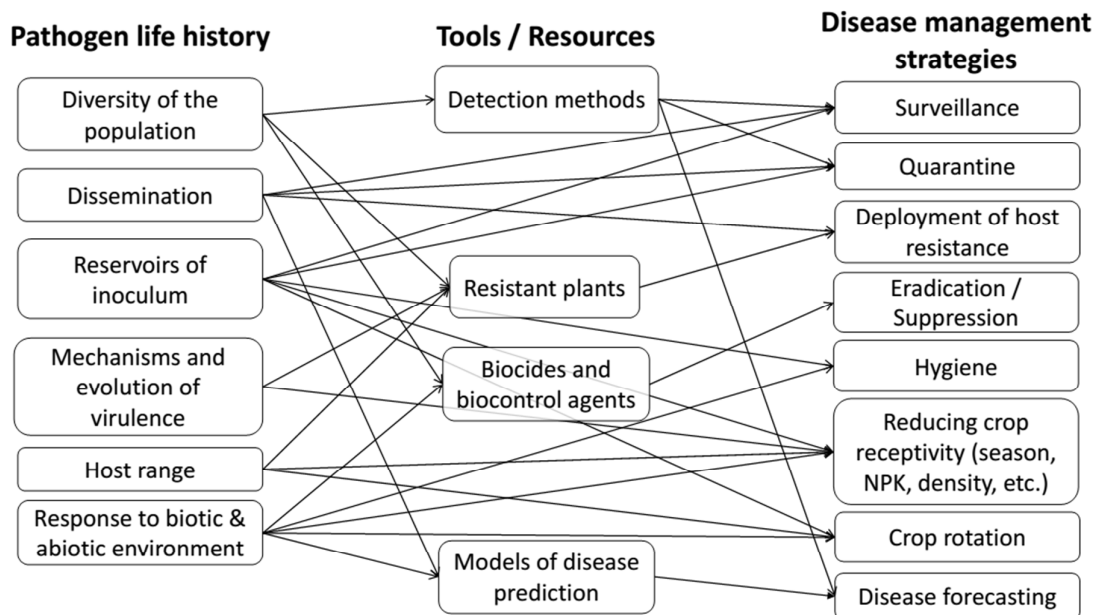 Pathogen life history
Diversity of the
population
Dissemination
Reservoirs of
inoculum
Mechanisms and
evolution of
virulence
Host range
Response to biotic &
abiotic environment
Tools / Resources
Detection methods
Resistant plants
Biocides and
biocontrol agents
Models of disease
prediction
Disease management
strategies
Surveillance
Quarantine
Deployment of host
resistance
Eradication /
Suppression
Hygiene
Reducing crop
receptivity (season,
NPK, density, etc.)
Crop rotation
Disease forecasting